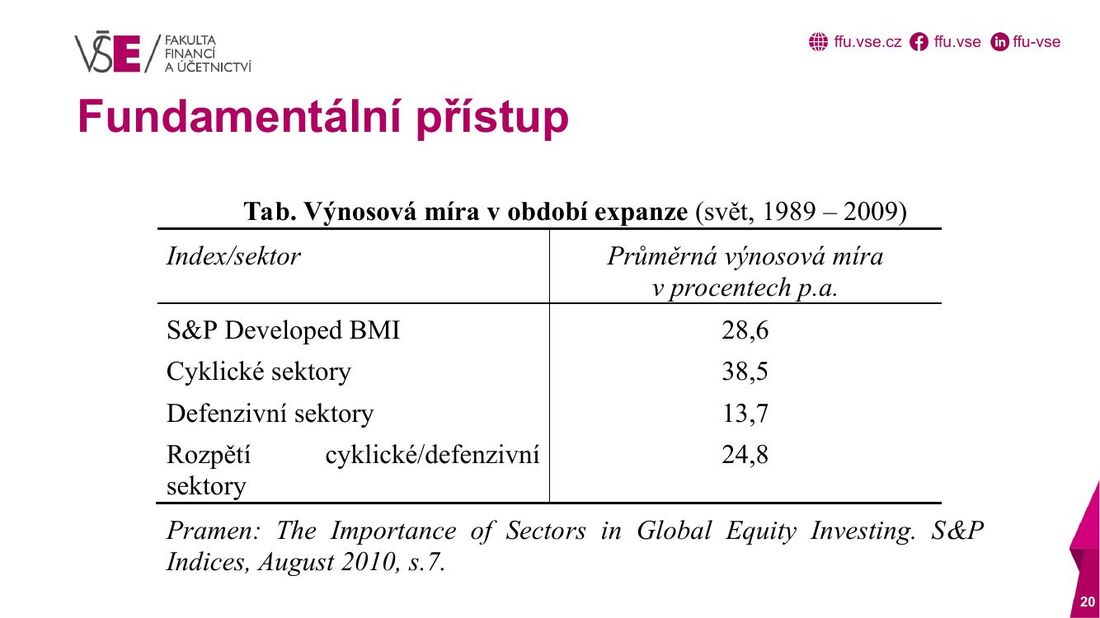 VŠE/
FAKULTA
FINANCÍ
A ÚČETNICTVÍ
ffu.vse.cz ffu.vse ffu-vse
Fundamentální přístup
Tab. Výnosová míra v období expanze (svět, 1989 – 2009)
Index/sektor Průměrná výnosová míra
v procentech p.a.
S&P Developed BMI 28,6
Cyklické sektory 38,5
Defenzivní sektory 13,7
Rozpětí cyklické/defenzivní 24,8
sektory
Pramen: The Importance of Sectors in Global Equity Investing. S&P
Indices, August 2010, s.7.
20